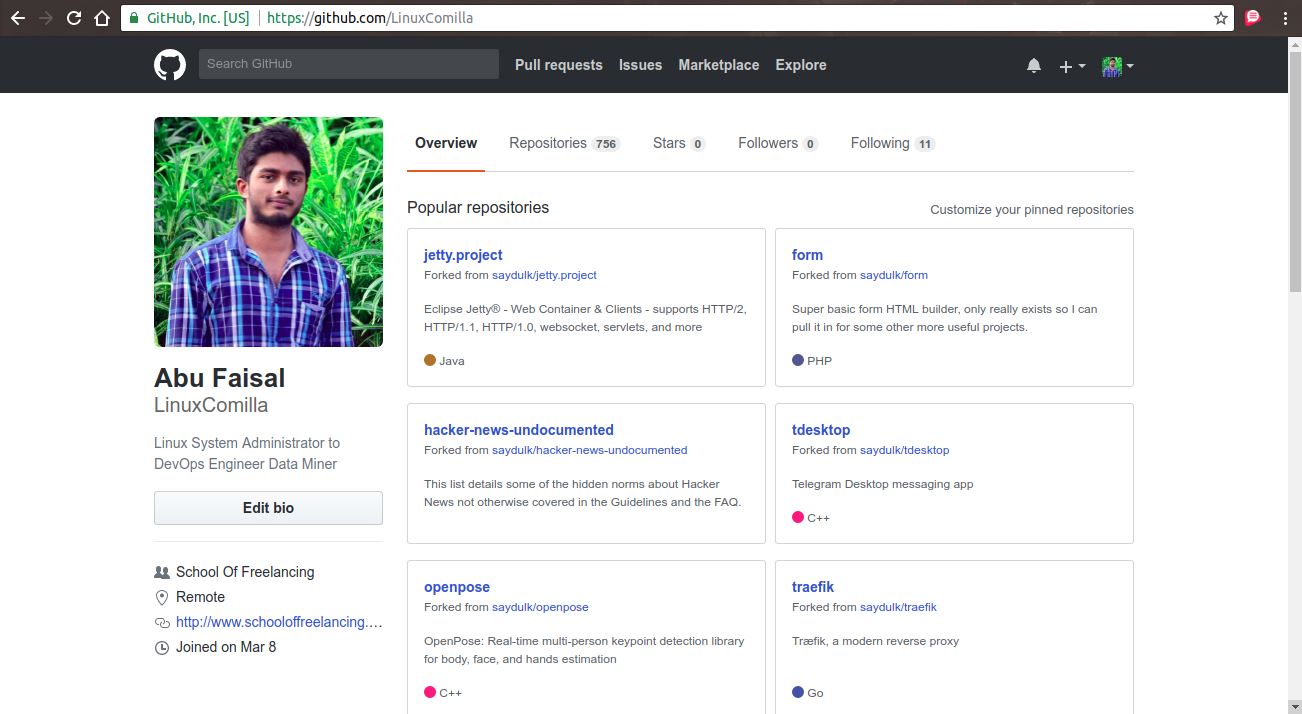 GitHub, Inc. [US] https://github.com/LinuxComilla
Search GitHub
Pull requests Issues Marketplace Explore
Overview Repositories 756 Stars 0 Followers 0 Following 11
Popular repositories
Customize your pinned repositories
jetty.project
Forked from saydulk/jetty.project
Eclipse Jetty® - Web Container & Clients - supports HTTP/2,
HTTP/1.1, HTTP/1.0, websocket, servlets, and more
Java
form
Forked from saydulk/form
Super basic form HTML builder, only really exists so I can
pull it in for some other more useful projects.
PHP
Abu Faisal
LinuxComilla
Linux System Administrator to
DevOps Engineer Data Miner
Edit bio
School Of Freelancing
Remote
http://www.schooloffreelancing.…
Joined on Mar 8
hacker-news-undocumented
Forked from saydulk/hacker-news-undocumented
This list details some of the hidden norms about Hacker
News not otherwise covered in the Guidelines and the FAQ.
tdesktop
Forked from saydulk/tdesktop
Telegram Desktop messaging app
C++
openpose
Forked from saydulk/openpose
OpenPose: Real-time multi-person keypoint detection library
for body, face, and hands estimation
C++
traefik
Forked from saydulk/traefik
Træfik, a modern reverse proxy
Go